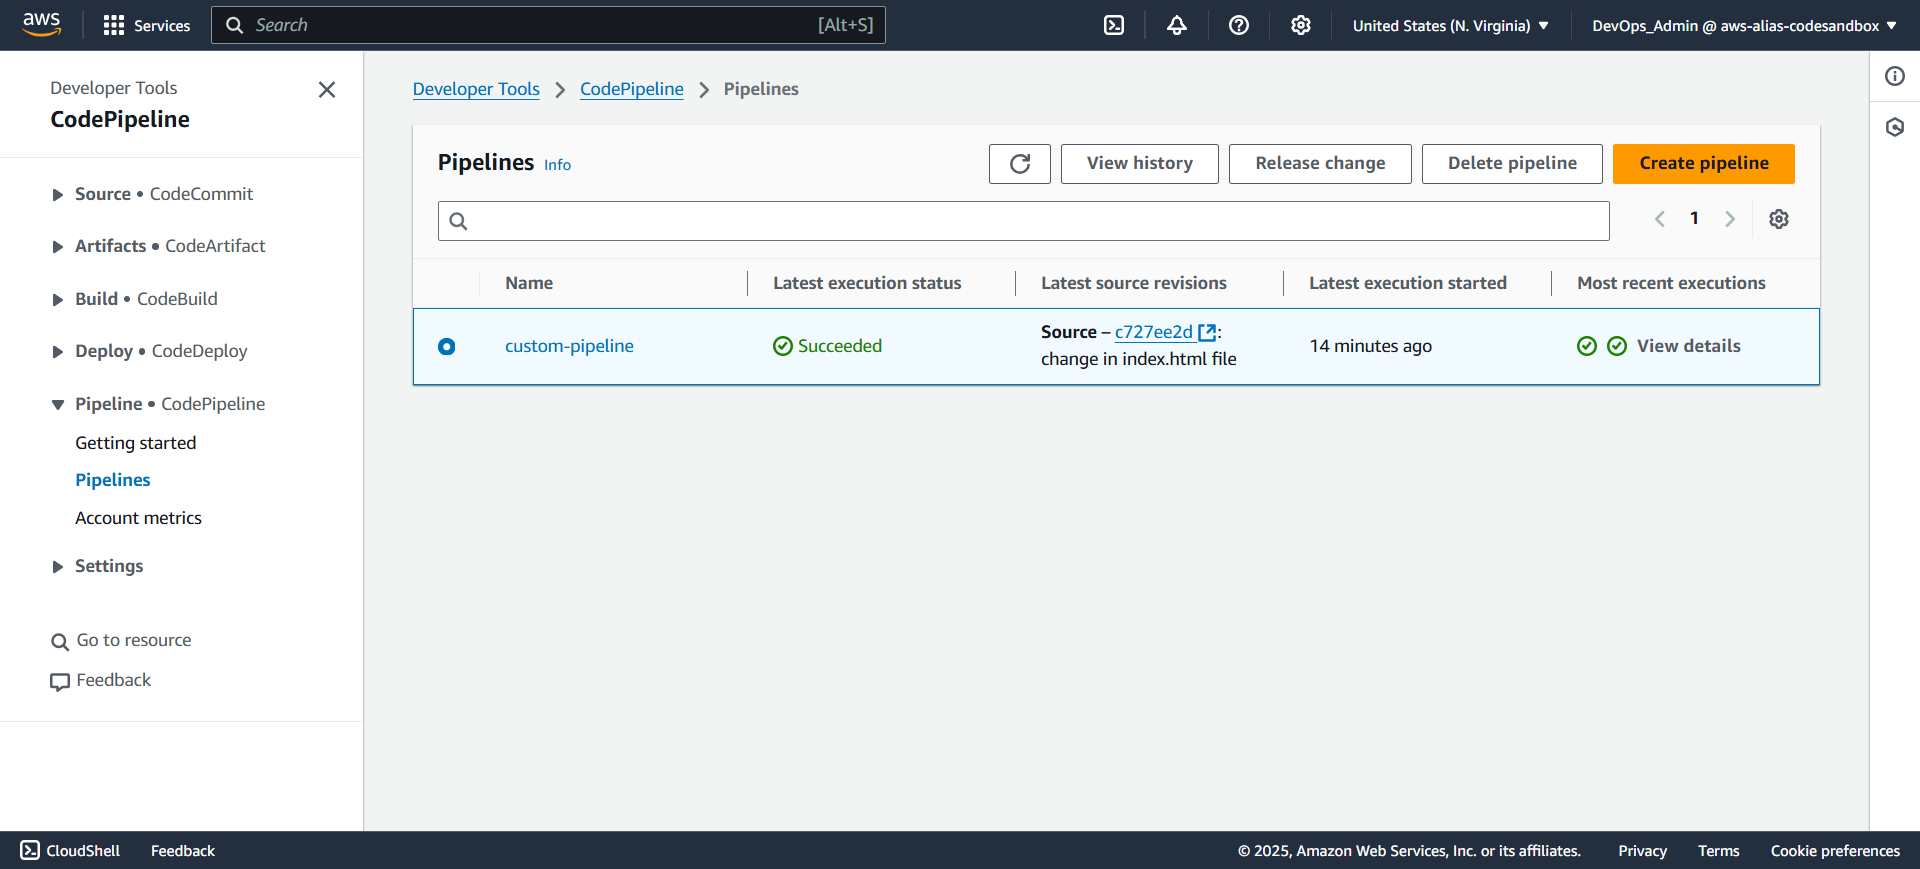 aws
Services
Search [Alt+S]
United States (N. Virginia)
DevOps_Admin @ aws-alias-codesandbox
Developer Tools
CodePipeline
Source • CodeCommit
Artifacts • CodeArtifact
Build • CodeBuild
Deploy • CodeDeploy
Pipeline • CodePipeline
Getting started
Pipelines
Account metrics
Settings
Go to resource
Feedback
Developer Tools > CodePipeline > Pipelines
Pipelines Info
View history
Release change
Delete pipeline
Create pipeline
1
Name
Latest execution status
Latest source revisions
Latest execution started
Most recent executions
custom-pipeline
Succeeded
Source – c727ee2d :
change in index.html file
14 minutes ago
View details
CloudShell
Feedback
© 2025, Amazon Web Services, Inc. or its affiliates.
Privacy
Terms
Cookie preferences